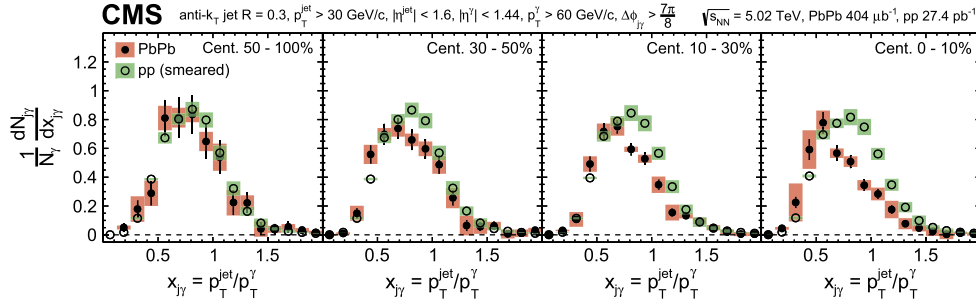 CMS anti-k_T jet R = 0.3, p_T^jet > 30 GeV/c, |η^jet| < 1.6, |η^γ| < 1.44, p_T^γ > 60 GeV/c, Δϕ_jγ > 7π/8 √s_NN = 5.02 TeV, PbPb 404 μb⁻¹, pp 27.4 pb⁻¹
Cent. 50 - 100% Cent. 30 - 50% Cent. 10 - 30% Cent. 0 - 10%
PbPb
pp (smeared)
1/N_γ dN_jγ/dx_jγ
1.2
1
0.8
0.6
0.4
0.2
0
0.5 1 1.5 0.5 1 1.5 0.5 1 1.5 0.5 1 1.5
x_jγ = p_T^jet/p_T^γ x_jγ = p_T^jet/p_T^γ x_jγ = p_T^jet/p_T^γ x_jγ = p_T^jet/p_T^γ